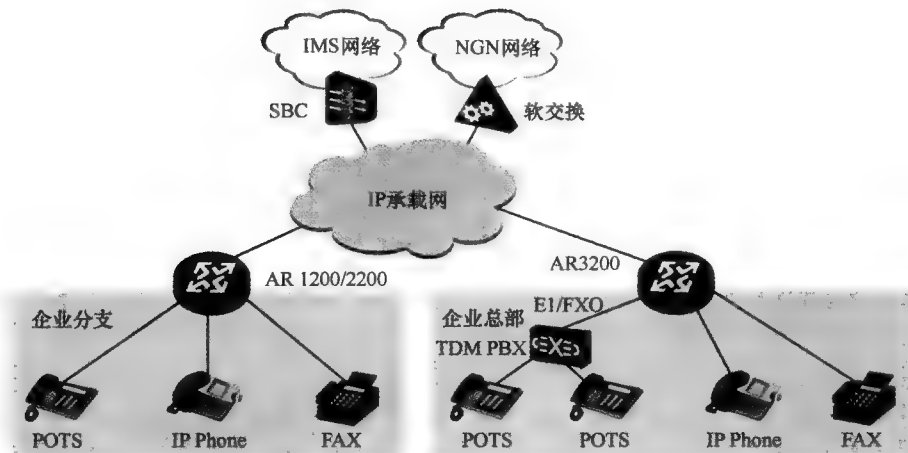 IMS网络
NGN网络
SBC
软交换
IP承载网
AR 1200/2200
AR3200
企业分支
企业总部
E1/FXO
TDM PBX
POTS
IP Phone
FAX
POTS
POTS
IP Phone
FAX